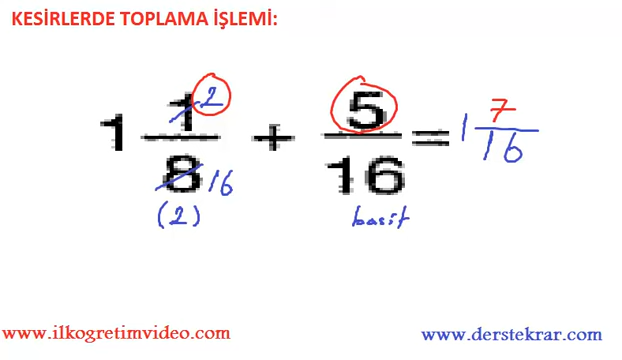 KESİRLERDE TOPLAMA İŞLEMİ:
1 1/8 + 5/16 = 1 7/16
2
16
(2)
basit
www.ilkogretimvideo.com
www.derstekrar.com